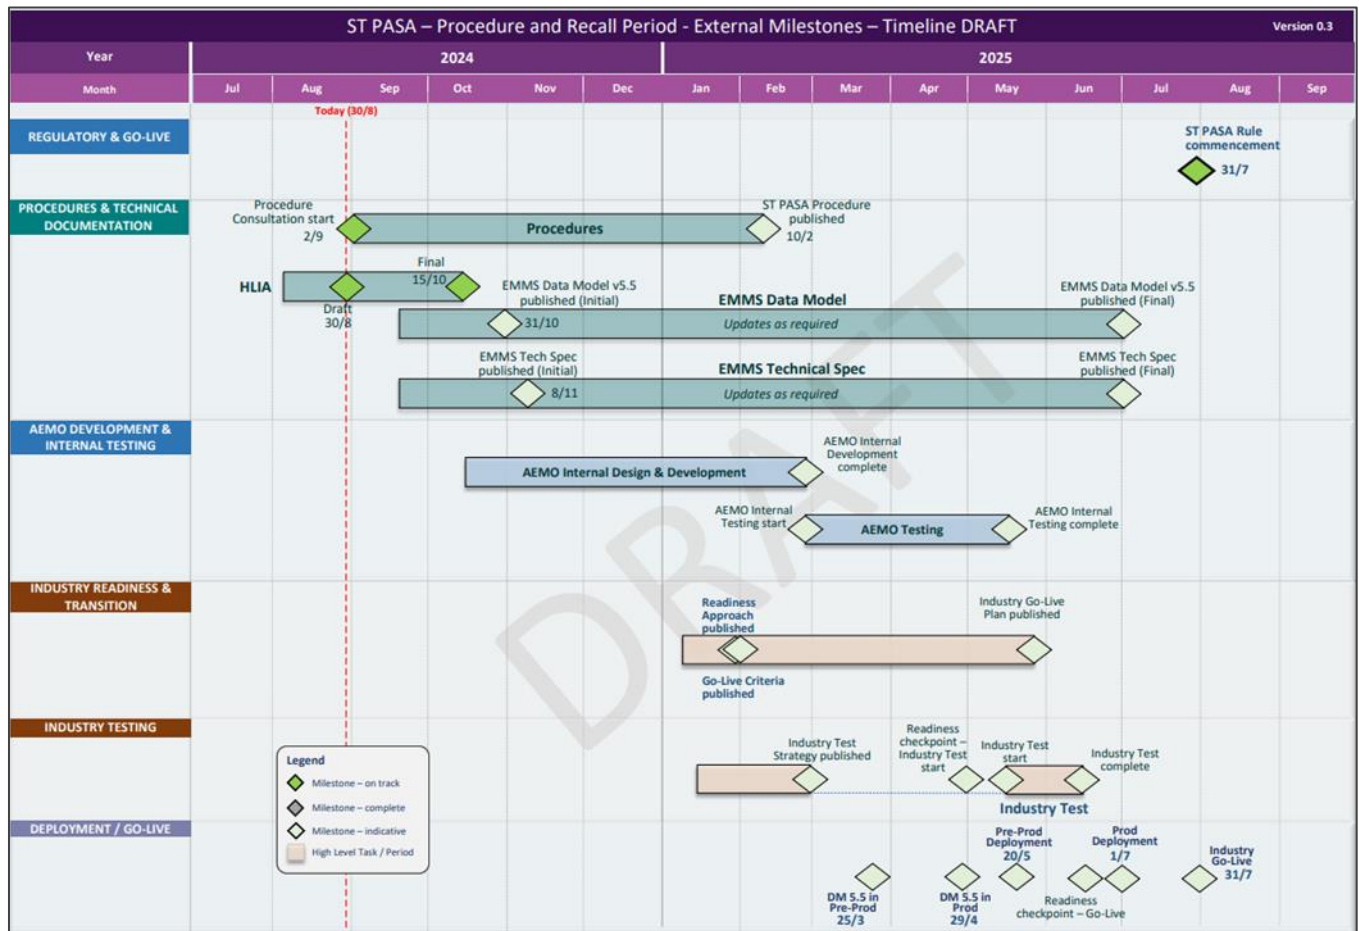 ST PASA – Procedure and Recall Period - External Milestones – Timeline DRAFT
Version 0.3
Year
2024
2025
Month
Jul
Aug
Sep
Oct
Nov
Dec
Jan
Feb
Mar
Apr
May
Jun
Jul
Aug
Sep
Today (30/8)
REGULATORY & GO-LIVE
ST PASA Rule
commencement
31/7
PROCEDURES & TECHNICAL
DOCUMENTATION
Procedure
Consultation start
2/9
Procedures
ST PASA Procedure
published
10/2
HLIA
Final
15/10
Draft
30/8
EMMS Data Model v5.5
published (Initial)
31/10
EMMS Data Model
Updates as required
EMMS Data Model v5.5
published (Final)
EMMS Tech Spec
published (Initial)
8/11
EMMS Technical Spec
Updates as required
EMMS Tech Spec
published (Final)
AEMO DEVELOPMENT &
INTERNAL TESTING
AEMO Internal Design & Development
AEMO Internal
Development
complete
AEMO Internal
Testing start
AEMO Testing
AEMO Internal
Testing complete
DRAFT
INDUSTRY READINESS &
TRANSITION
Readiness
Approach
published
Go-Live Criteria
published
Industry Go-Live
Plan published
INDUSTRY TESTING
Industry Test
Strategy published
Readiness
checkpoint –
Industry Test
start
Industry Test
start
Industry Test
complete
Industry Test
Legend
Milestone – on track
Milestone – complete
Milestone – indicative
High Level Task / Period
DEPLOYMENT / GO-LIVE
DM 5.5 in
Pre-Prod
25/3
DM 5.5 in
Prod
29/4
Pre-Prod
Deployment
20/5
Readiness
checkpoint – Go-Live
Prod
Deployment
1/7
Industry
Go-Live
31/7